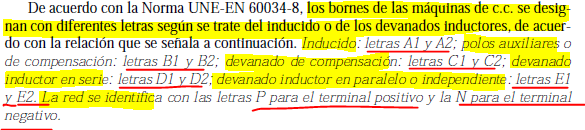 De acuerdo con la Norma UNE-EN 60034-8, los bornes de las máquinas de c.c. se desig-
nan con diferentes letras según se trate del inducido o de los devanados inductores, de acuer-
do con la relación que se señala a continuación. Inducido: letras A1 y A2; polos auxiliares o
de compensación: letras B1 y B2; devanado de compensación: letras C1 y C2; devanado
inductor en serie: letras D1 y D2; devanado inductor en paralelo o independiente: letras E1
y E2. La red se identifica con las letras P para el terminal positivo y la N para el terminal
negativo.